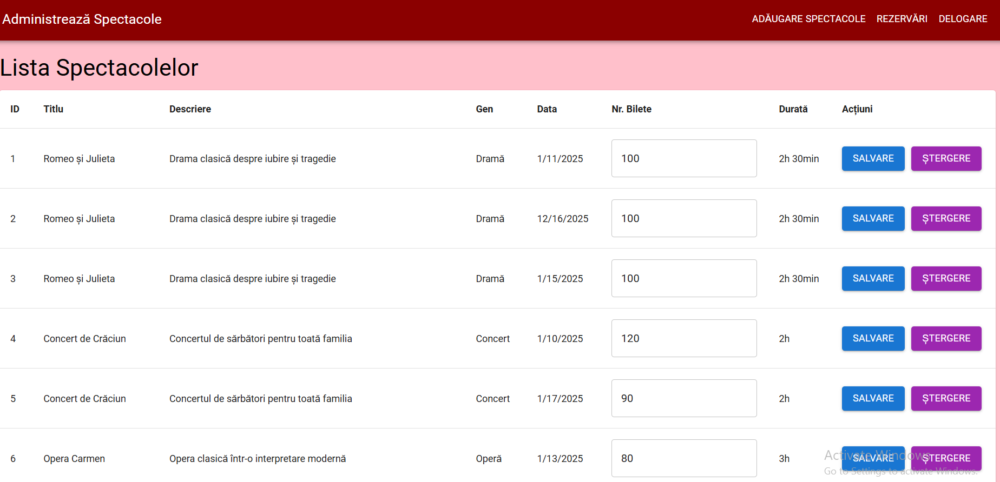 Administrează Spectacole ADĂUGARE SPECTACOLE REZERVĂRI DELOGARE
Lista Spectacolelor
ID Titlu Descriere Gen Data Nr. Bilete Durată Acțiuni
1 Romeo și Julieta Drama clasică despre iubire și tragedie Dramă 1/11/2025 100 2h 30min SALVARE ȘTERGERE
2 Romeo și Julieta Drama clasică despre iubire și tragedie Dramă 12/16/2025 100 2h 30min SALVARE ȘTERGERE
3 Romeo și Julieta Drama clasică despre iubire și tragedie Dramă 1/15/2025 100 2h 30min SALVARE ȘTERGERE
4 Concert de Crăciun Concertul de sărbători pentru toată familia Concert 1/10/2025 120 2h SALVARE ȘTERGERE
5 Concert de Crăciun Concertul de sărbători pentru toată familia Concert 1/17/2025 90 2h SALVARE ȘTERGERE
6 Opera Carmen Opera clasică într-o interpretare modernă Operă 1/13/2025 80 3h SALVARE ȘTERGERE
Activate Windows
Go to Settings to activate Windows.